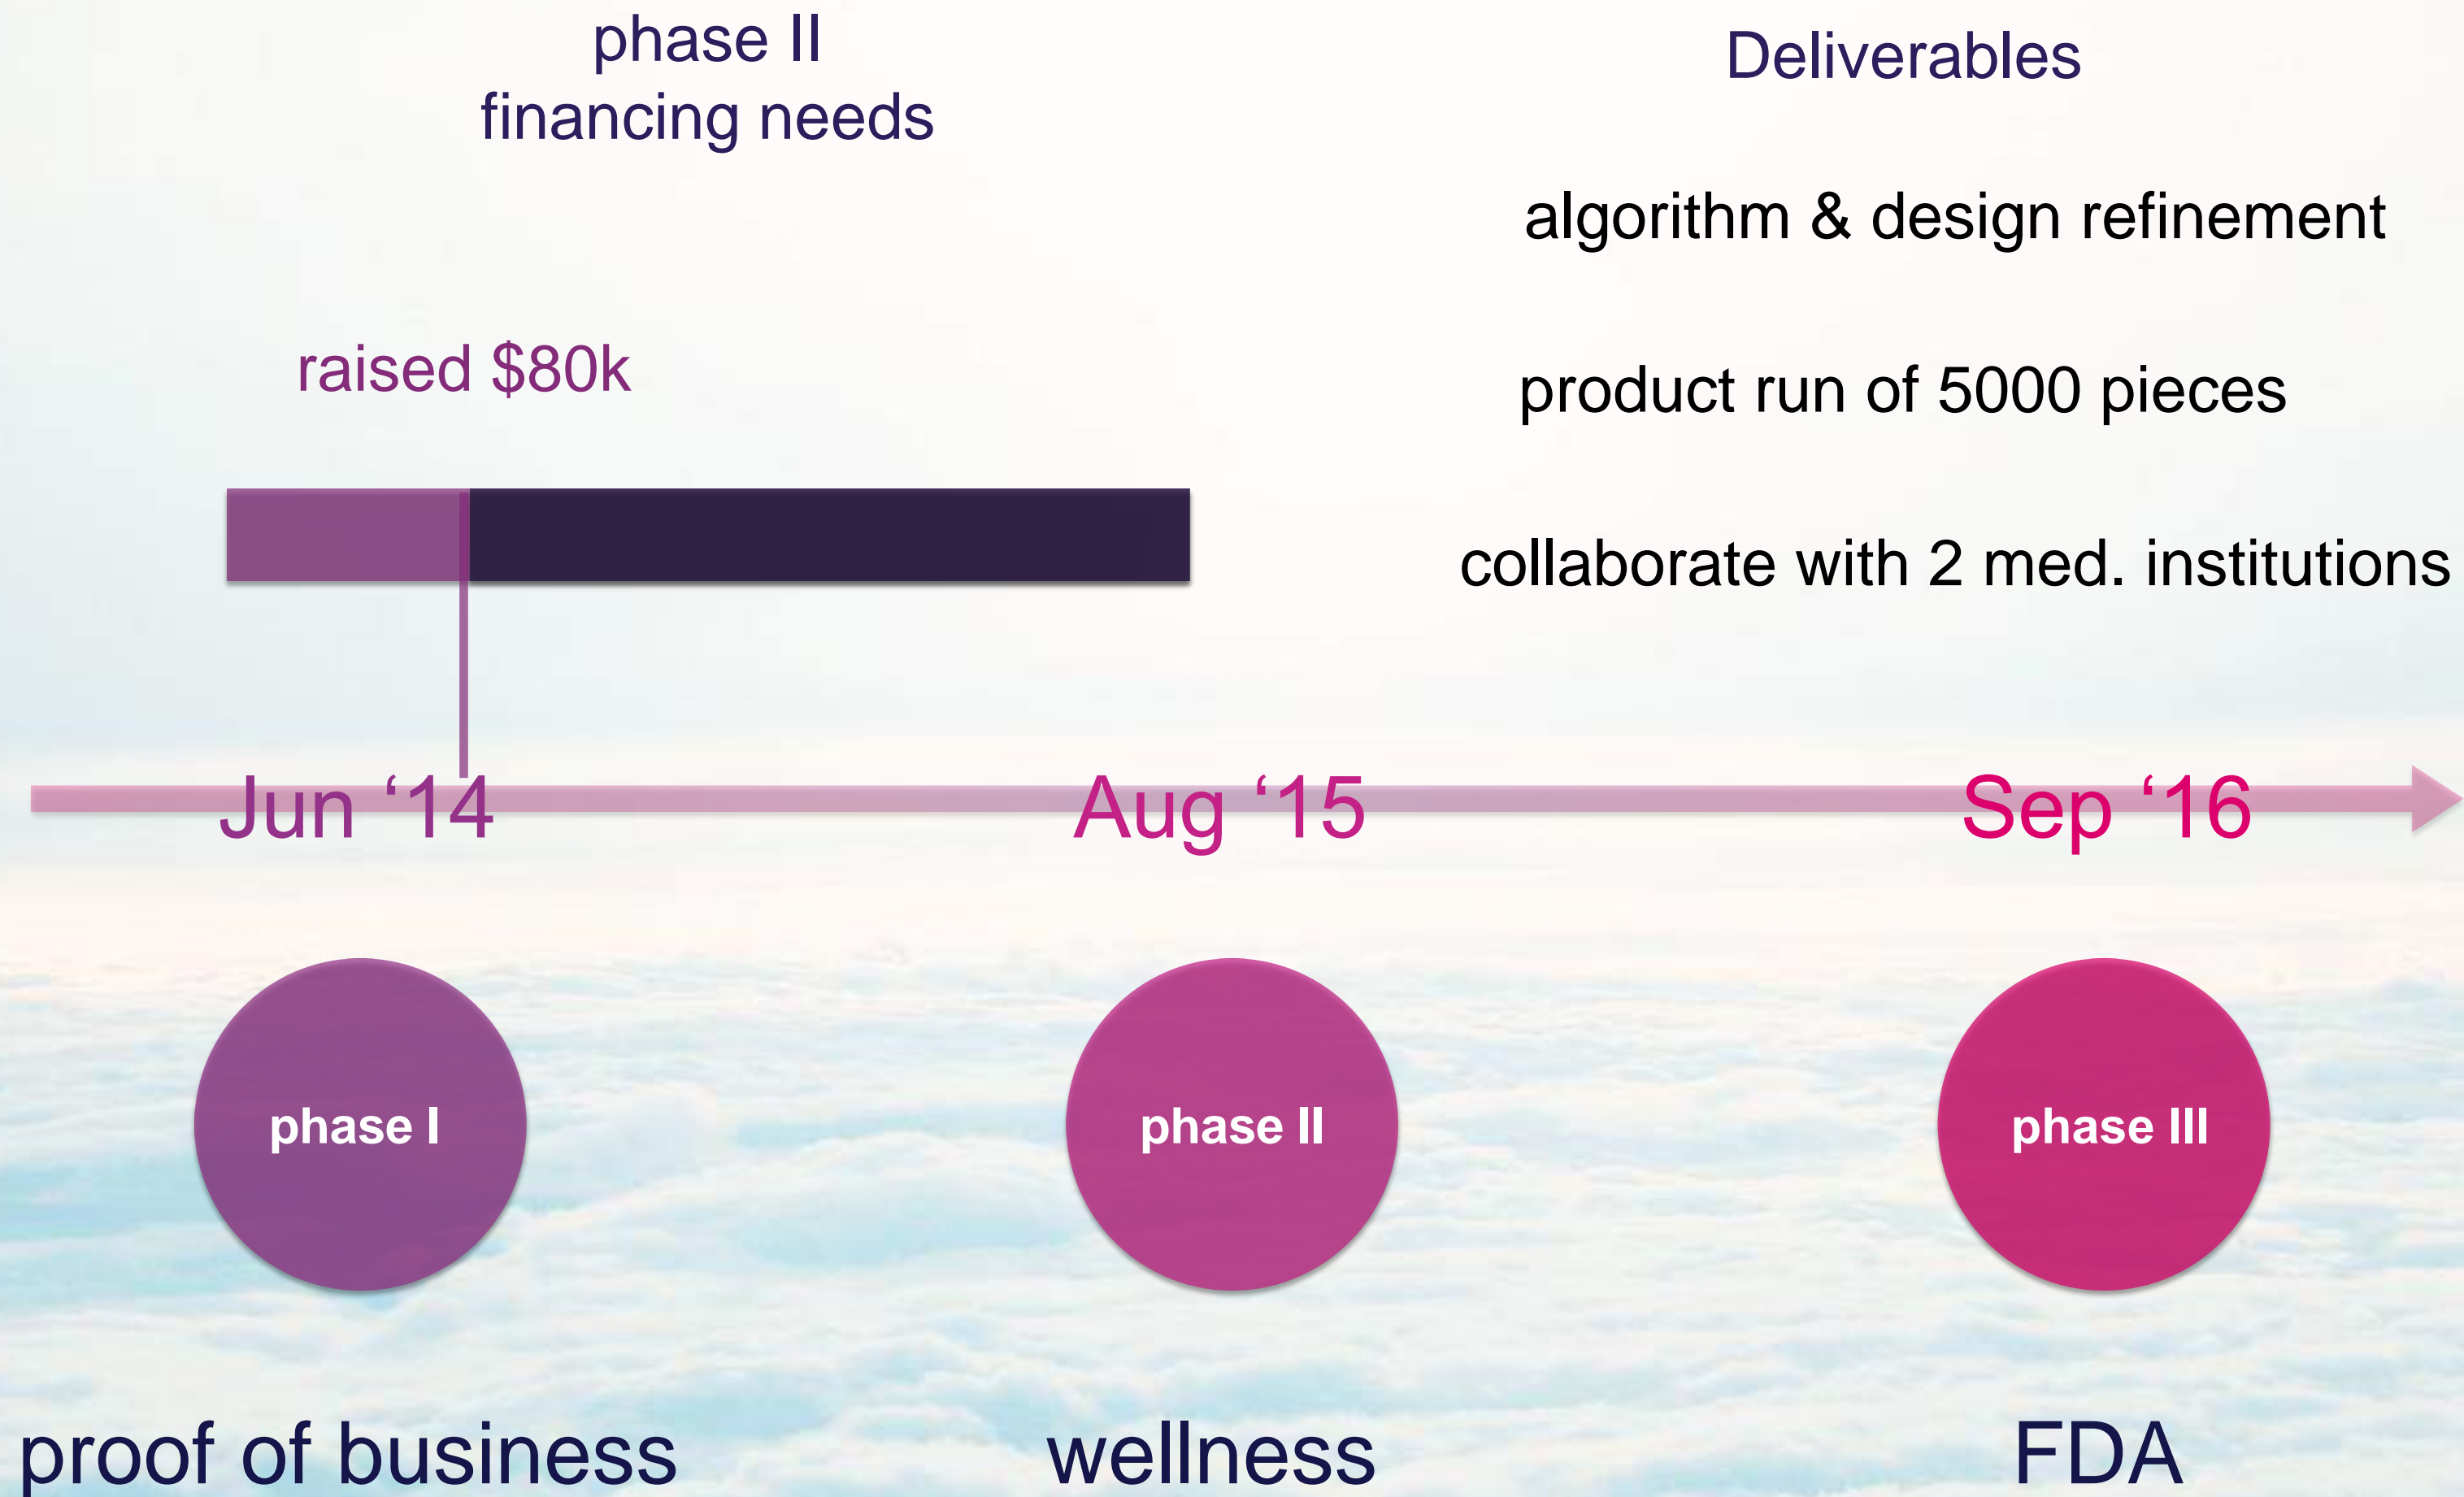 phase II
financing needs
Deliverables
algorithm & design refinement
raised $80k
product run of 5000 pieces
collaborate with 2 med. institutions
Jun ‘14
Aug ‘15
Sep ‘16
phase I
phase II
phase III
proof of business
wellness
FDA